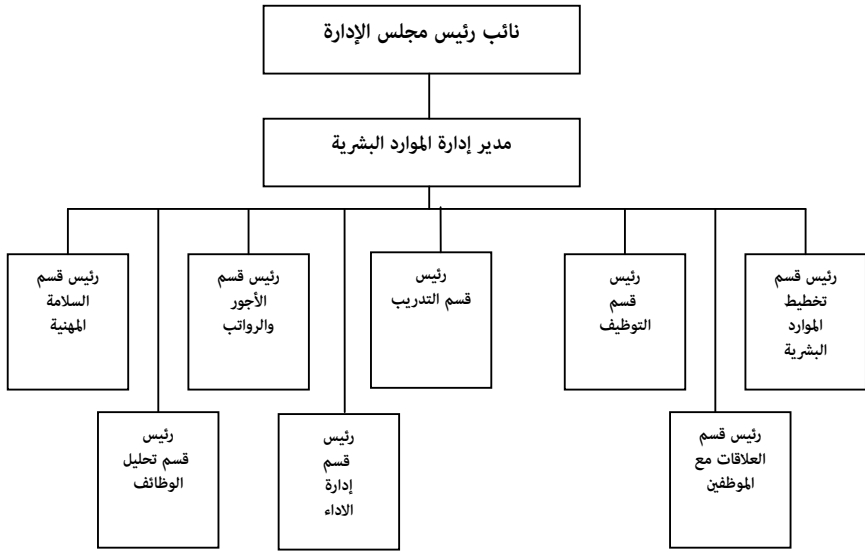 نائب رئيس مجلس الإدارة
مدير إدارة الموارد البشرية
رئيس قسم
تخطيط
الموارد
البشرية
رئيس
قسم
التوظيف
رئيس
قسم التدريب
رئيس قسم
الأجور
والرواتب
رئيس قسم
السلامة
المهنية
رئيس قسم
العلاقات مع
الموظفين
رئيس
قسم
إدارة
الاداء
رئيس
قسم تحليل
الوظائف